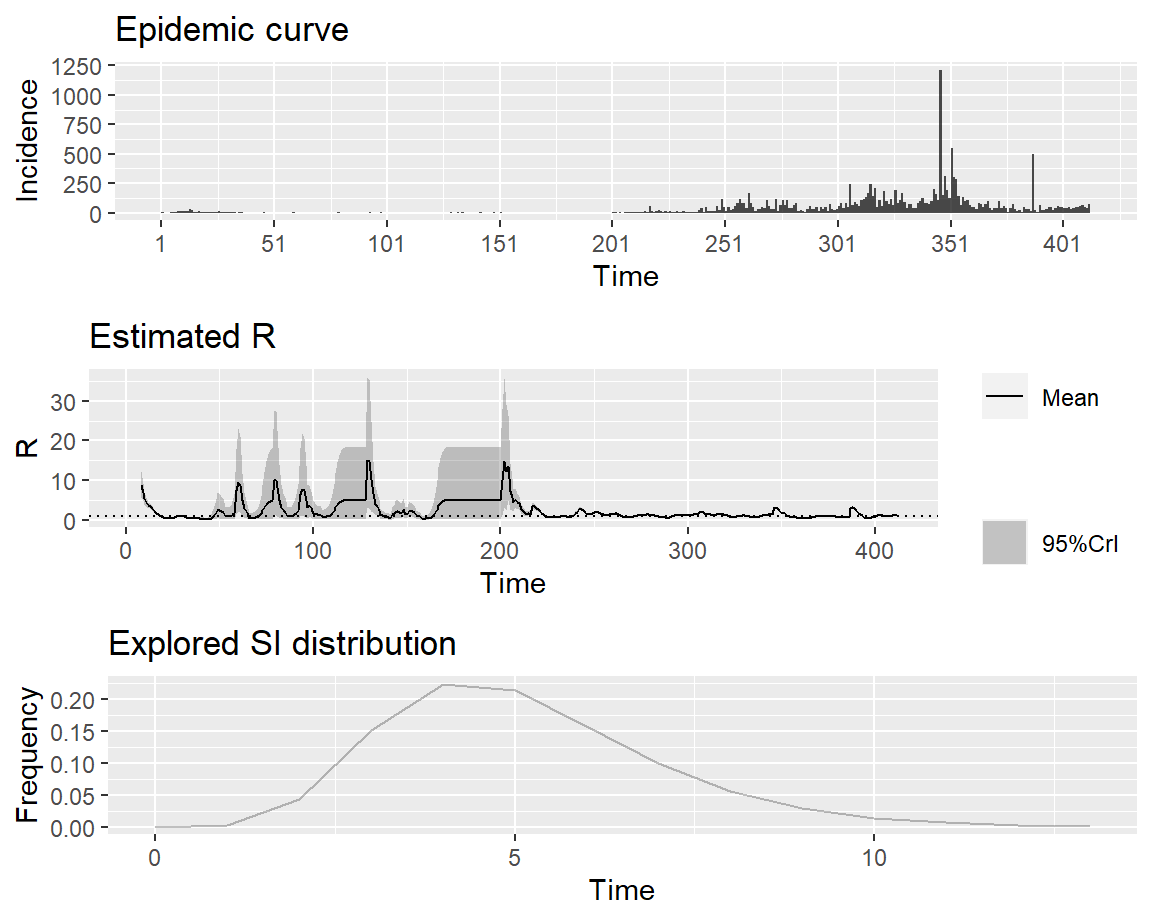 Epidemic curve
Incidence
1250
1000
750
500
250
0
1 51 101 151 201 251 301 351 401
Time
Estimated R
R
30
20
10
0
0 100 200 300 400
Time
Mean
95%CrI
Explored SI distribution
Frequency
0.20
0.15
0.10
0.05
0.00
0 5 10
Time